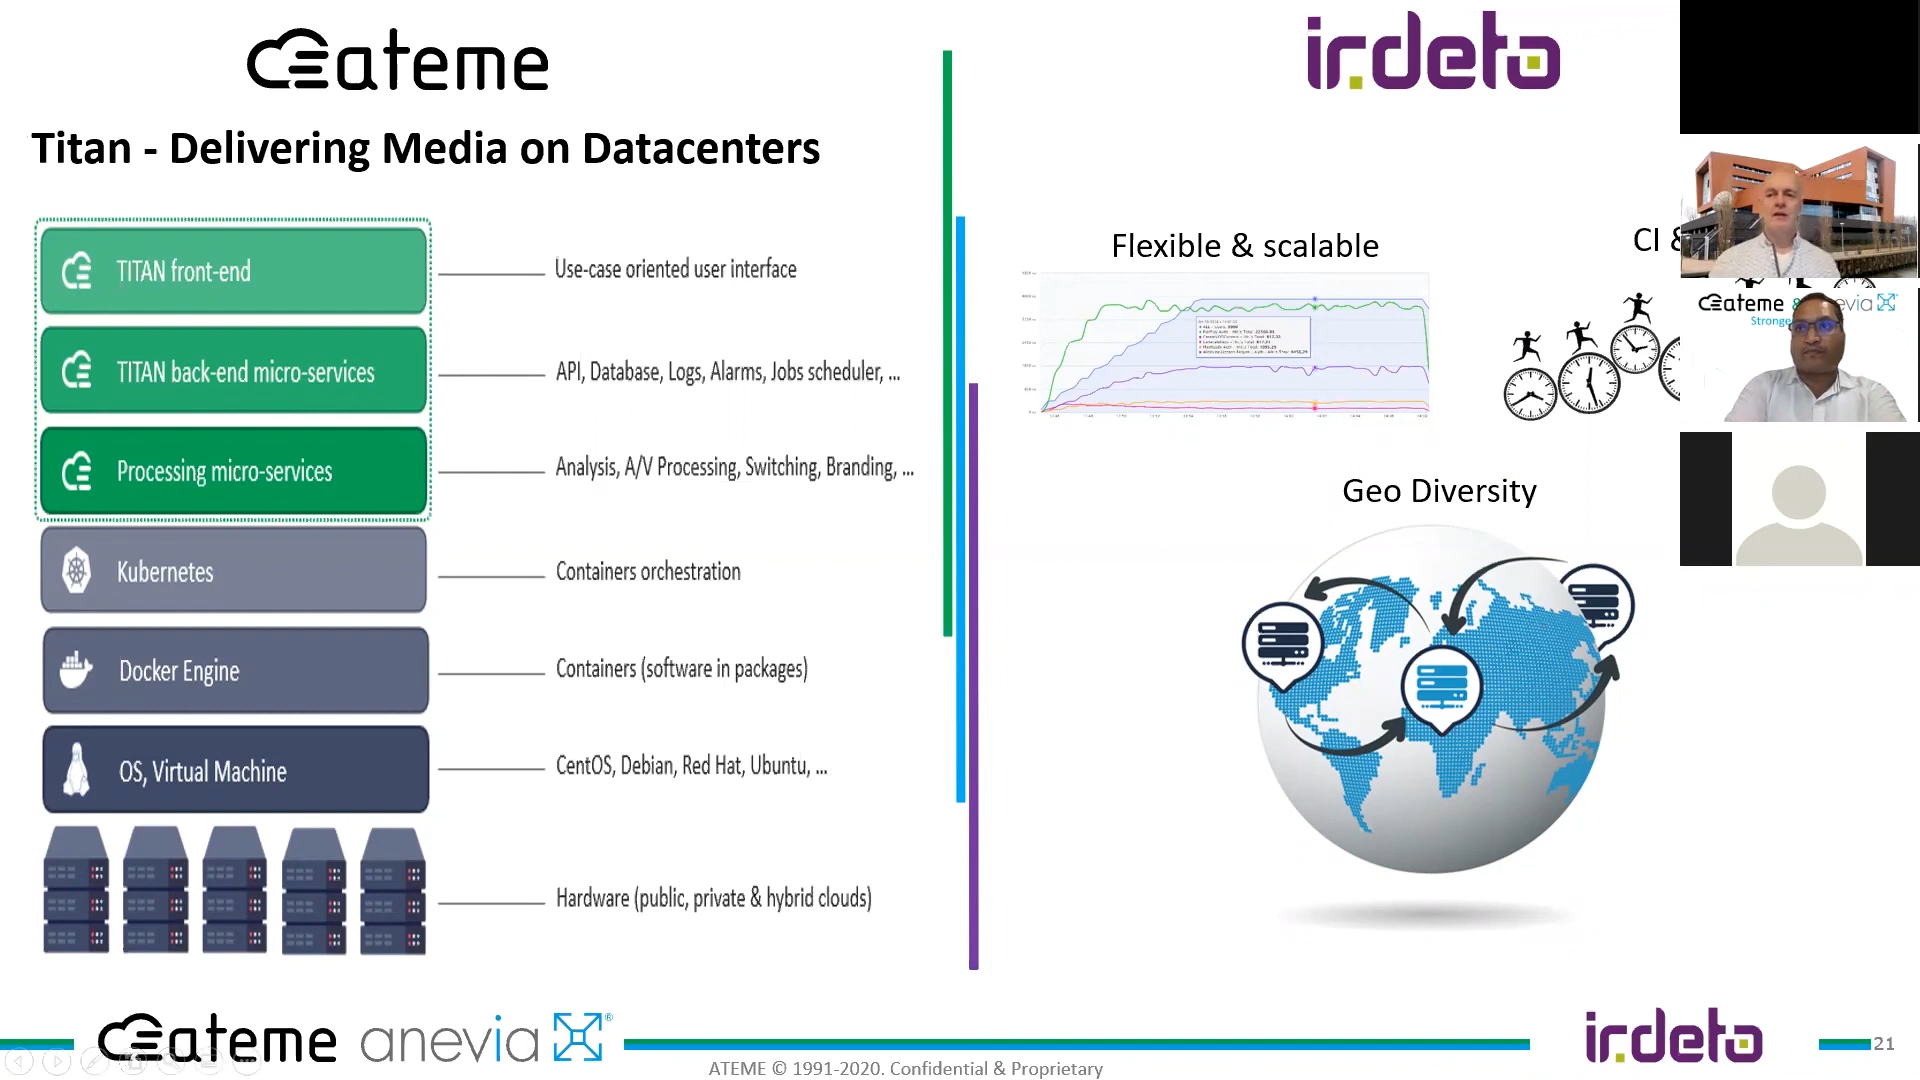 ateme
irdeto
Titan - Delivering Media on Datacenters
TITAN front-end
Use-case oriented user interface
TITAN back-end micro-services
API, Database, Logs, Alarms, Jobs scheduler, ...
Processing micro-services
Analysis, A/V Processing, Switching, Branding, ...
Kubernetes
Containers orchestration
Docker Engine
Containers (software in packages)
OS, Virtual Machine
CentOS, Debian, Red Hat, Ubuntu, ...
Hardware (public, private & hybrid clouds)
Flexible & scalable
CI &
Geo Diversity
ateme & evia
Stronge
ateme anevia ®
ATEME © 1991-2020. Confidential & Proprietary
irdeto
21